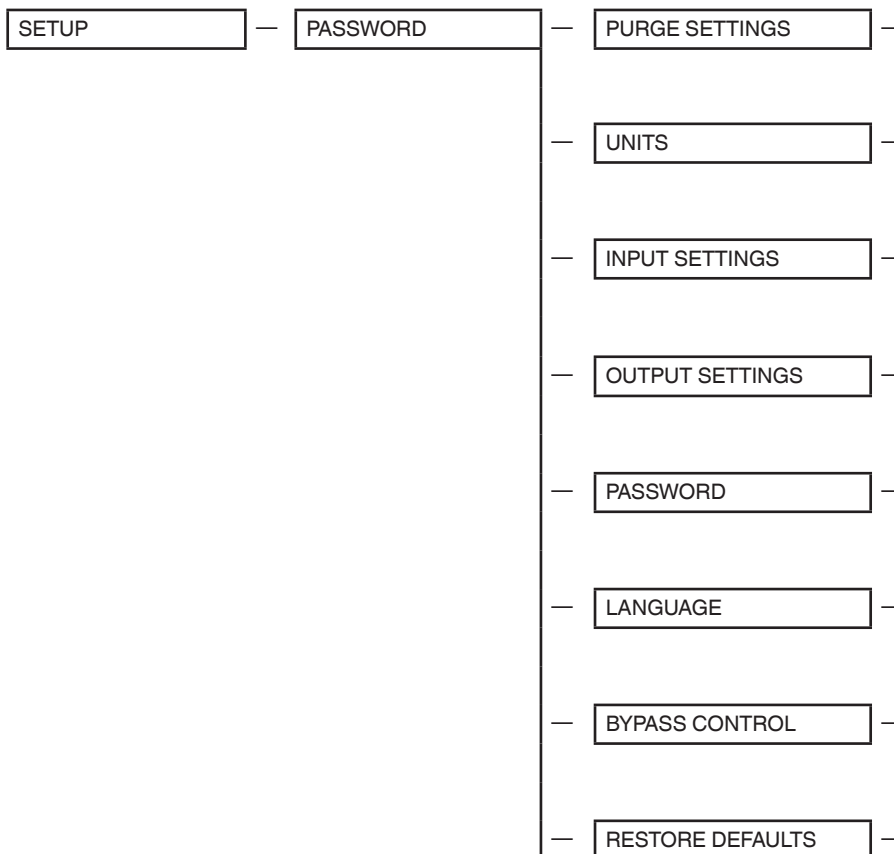 SETUP
PASSWORD
PURGE SETTINGS
UNITS
INPUT SETTINGS
OUTPUT SETTINGS
PASSWORD
LANGUAGE
BYPASS CONTROL
RESTORE DEFAULTS